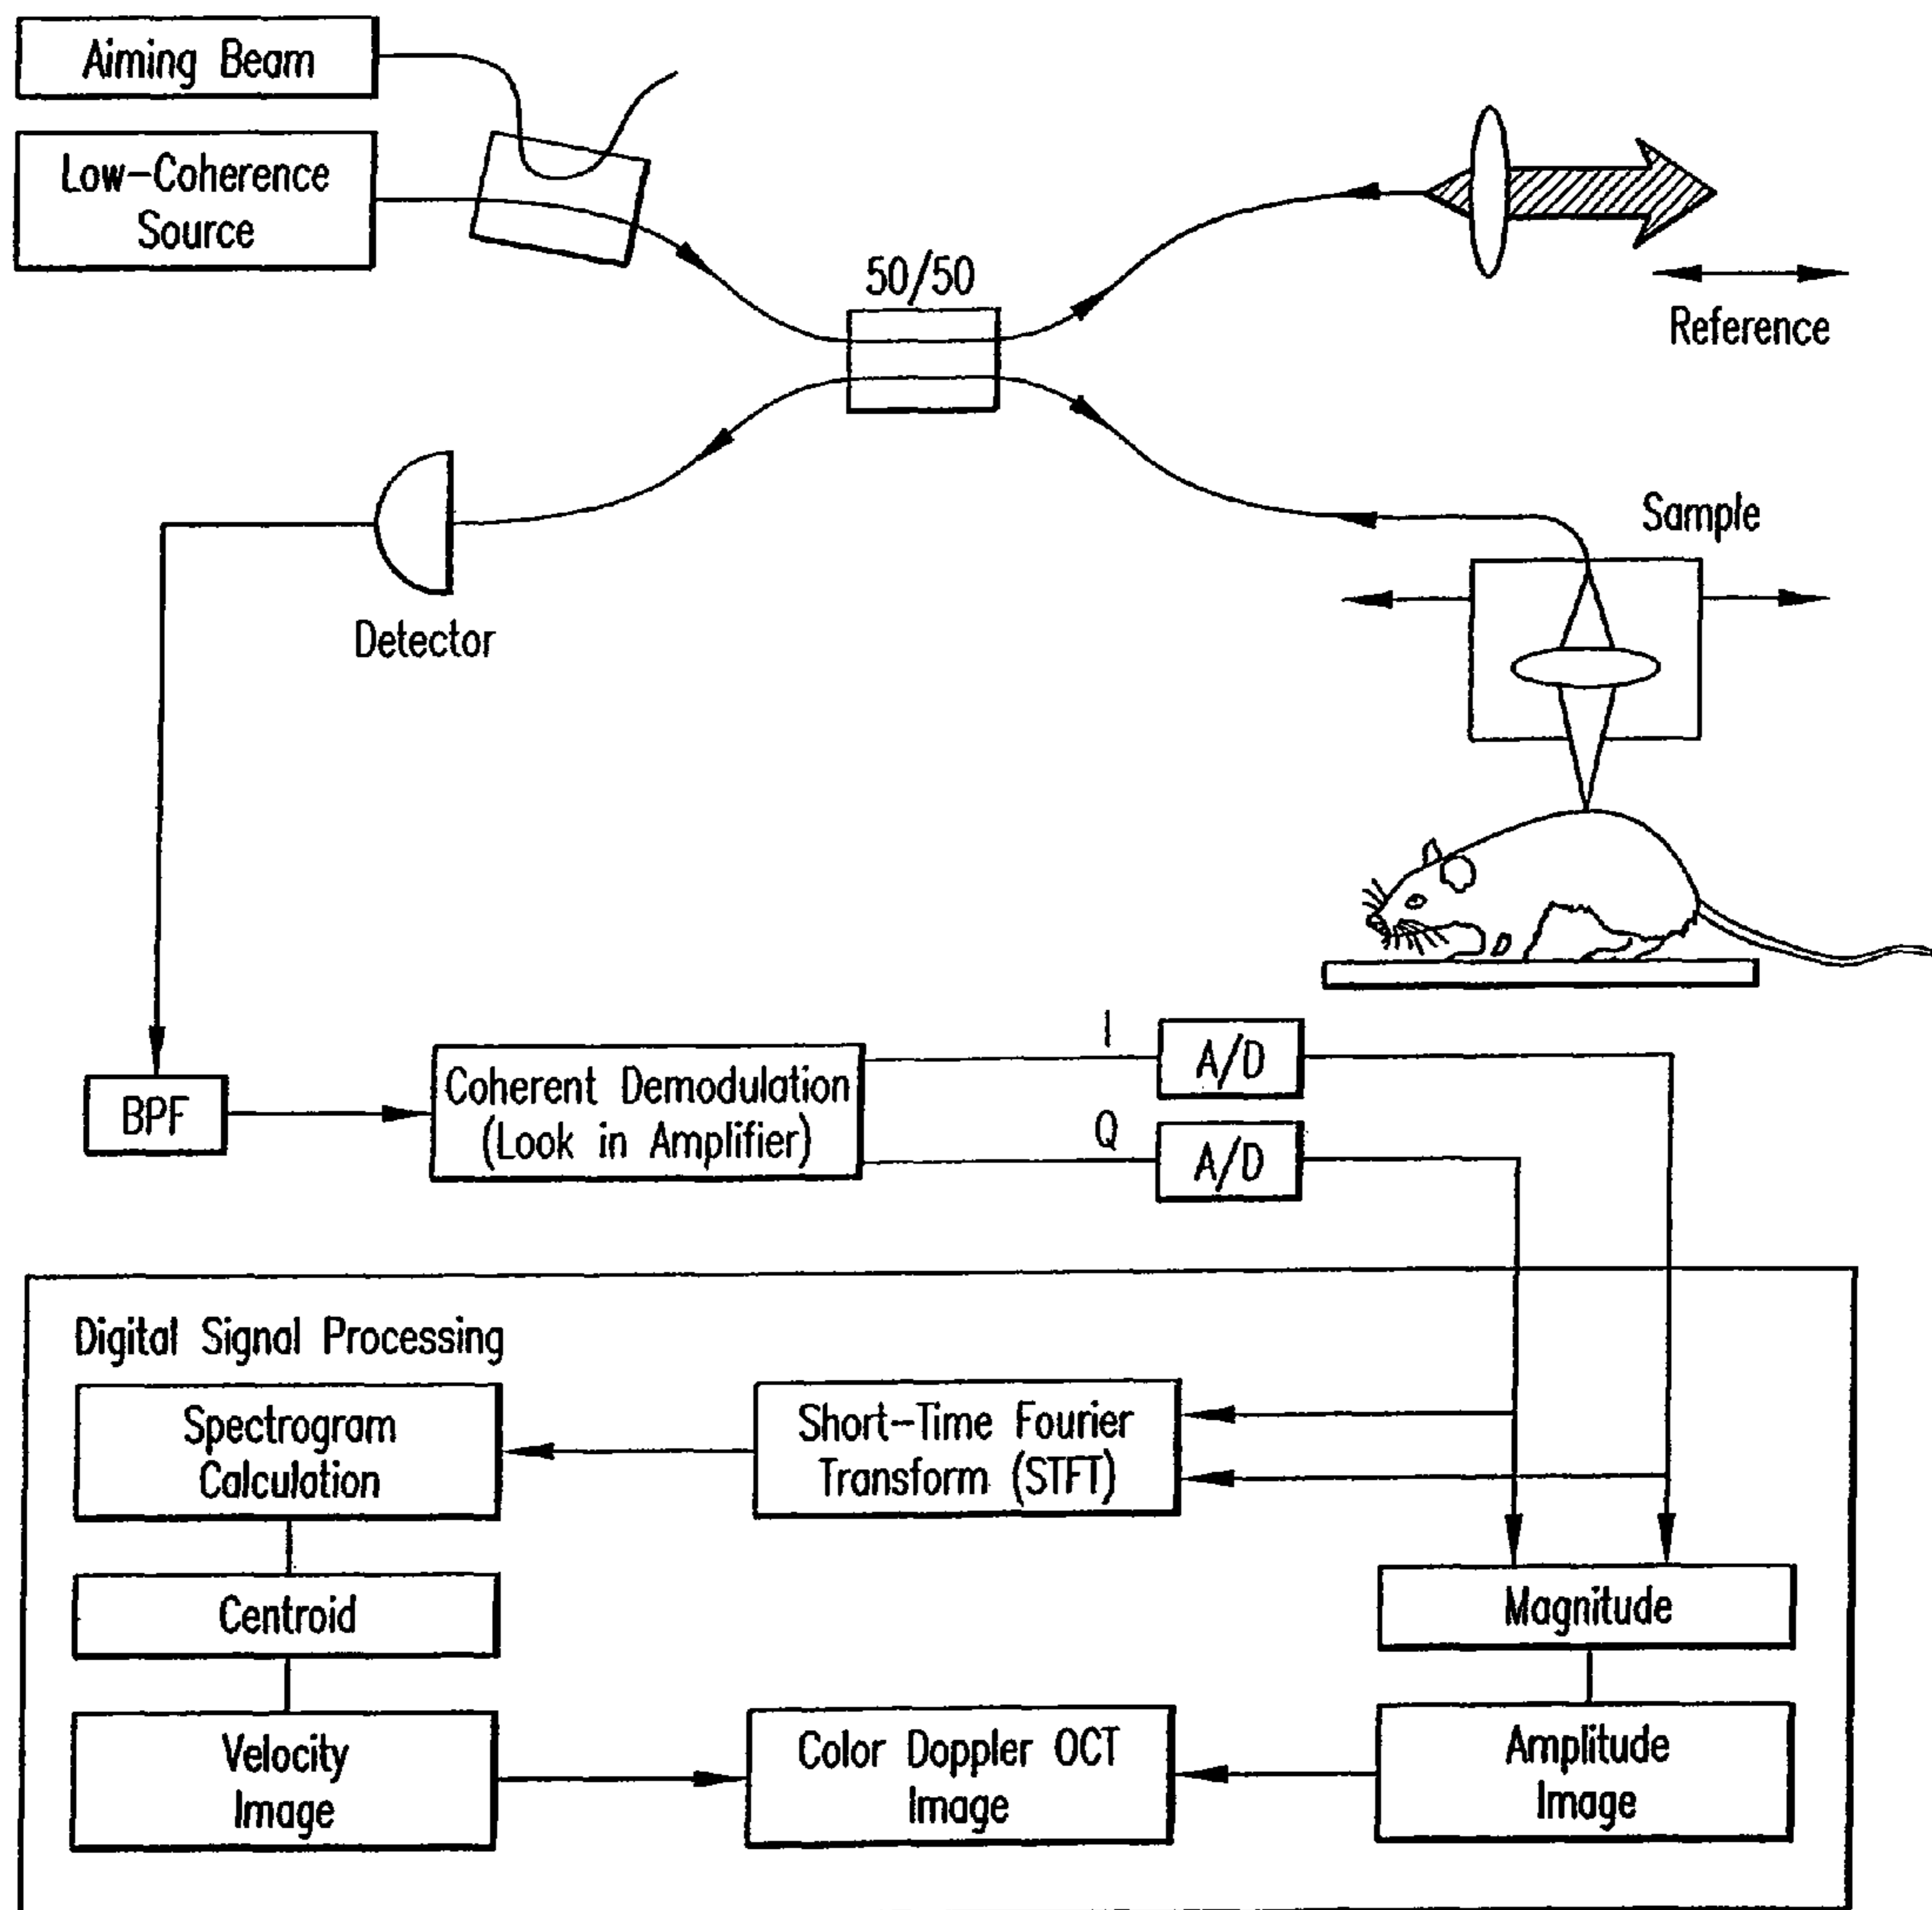 Aiming Beam
Low-Coherence
Source
50/50
Reference
Sample
Detector
BPF
Coherent Demodulation
(Look in Amplifier)
I
A/D
Q
A/D
Digital Signal Processing
Spectrogram
Calculation
Short-Time Fourier
Transform (STFT)
Centroid
Magnitude
Velocity
Image
Color Doppler OCT
Image
Amplitude
Image